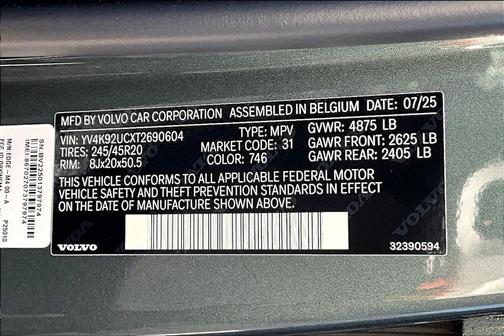 MFD BY VOLVO CAR CORPORATION ASSEMBLED IN BELGIUM DATE: 07/25
VIN: YV4K92UCXT2690604 TYPE: MPV GVWR: 4875 LB
TIRES: 245/45R20 MARKET CODE: 31 GAWR FRONT: 2625 LB
RIM: 8Jx20x50.5 COLOR: 746 GAWR REAR: 2405 LB
THIS VEHICLE CONFORMS TO ALL APPLICABLE FEDERAL MOTOR
VEHICLE SAFETY AND THEFT PREVENTION STANDARDS IN EFFECT
ON THE DATE OF MANUFACTURE SHOWN ABOVE.
VOLVO
32390594
P25010